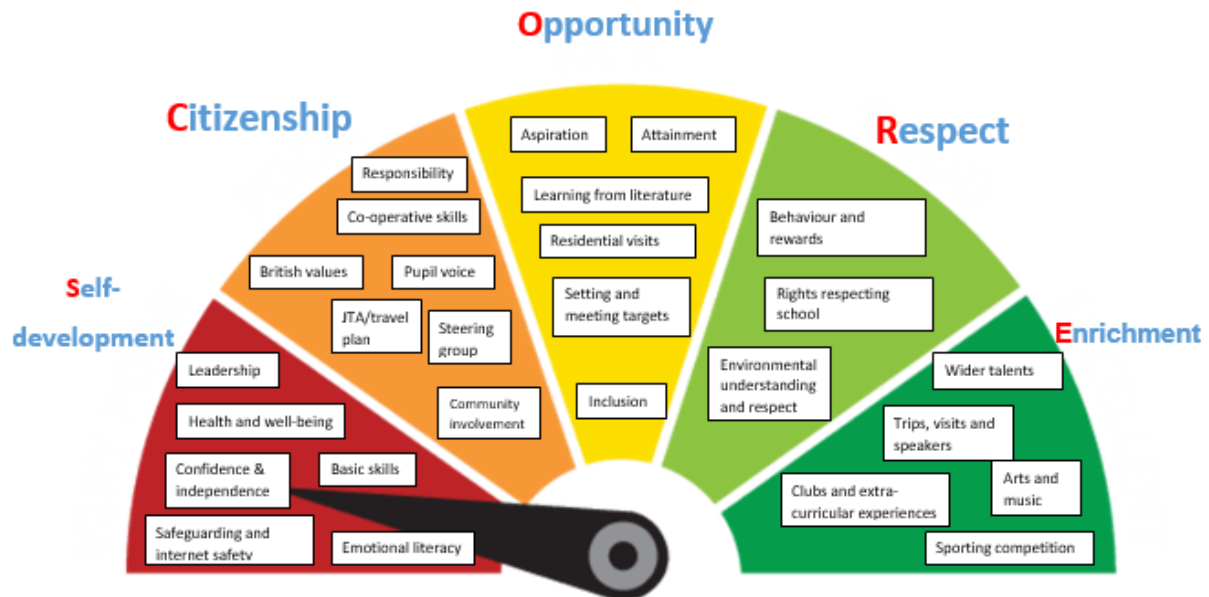 Opportunity
Citizenship
Respect
Self-
development
Enrichment
Leadership
Health and well-being
Confidence &
independence
Basic skills
Safeguarding and
internet safety
Emotional literacy
Responsibility
Co-operative skills
British values
Pupil voice
JTA/travel
plan
Steering
group
Community
involvement
Aspiration
Attainment
Learning from literature
Residential visits
Setting and
meeting targets
Inclusion
Behaviour and
rewards
Rights respecting
school
Environmental
understanding
and respect
Wider talents
Trips, visits and
speakers
Arts and
music
Clubs and extra-
curricular experiences
Sporting competition